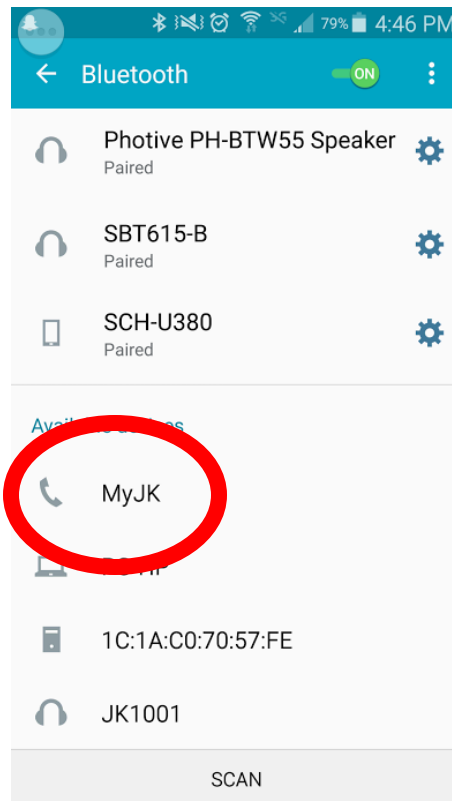 79% 4:46 PM
Bluetooth ON
Photive PH-BTW55 Speaker
Paired
SBT615-B
Paired
SCH-U380
Paired
MyJK
1C:1A:C0:70:57:FE
JK1001
SCAN